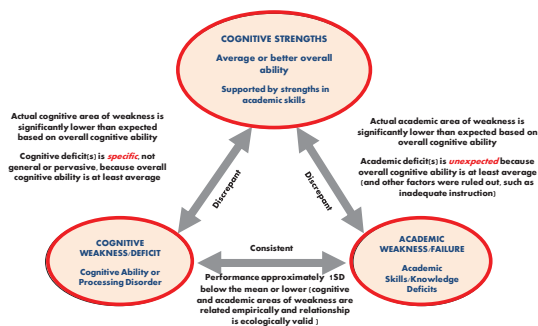 COGNITIVE STRENGTHS
Average or better overall
ability
Supported by strengths in
academic skills
Actual cognitive area of weakness is
significantly lower than expected
based on overall cognitive ability
Cognitive deficit(s) is specific, not
general or pervasive, because overall
cognitive ability is at least average
Actual academic area of weakness is
significantly lower than expected based on
overall cognitive ability
Academic deficit(s) is unexpected because
overall cognitive ability is at least average
(and other factors were ruled out, such as
inadequate instruction)
Discrepant
Discrepant
COGNITIVE
WEAKNESS/DEFICIT
Cognitive Ability or
Processing Disorder
Consistent
Performance approximately 1SD
below the mean or lower (cognitive
and academic areas of weakness are
related empirically and relationship
is ecologically valid )
ACADEMIC
WEAKNESS/FAILURE
Academic
Skills/Knowledge
Deficits